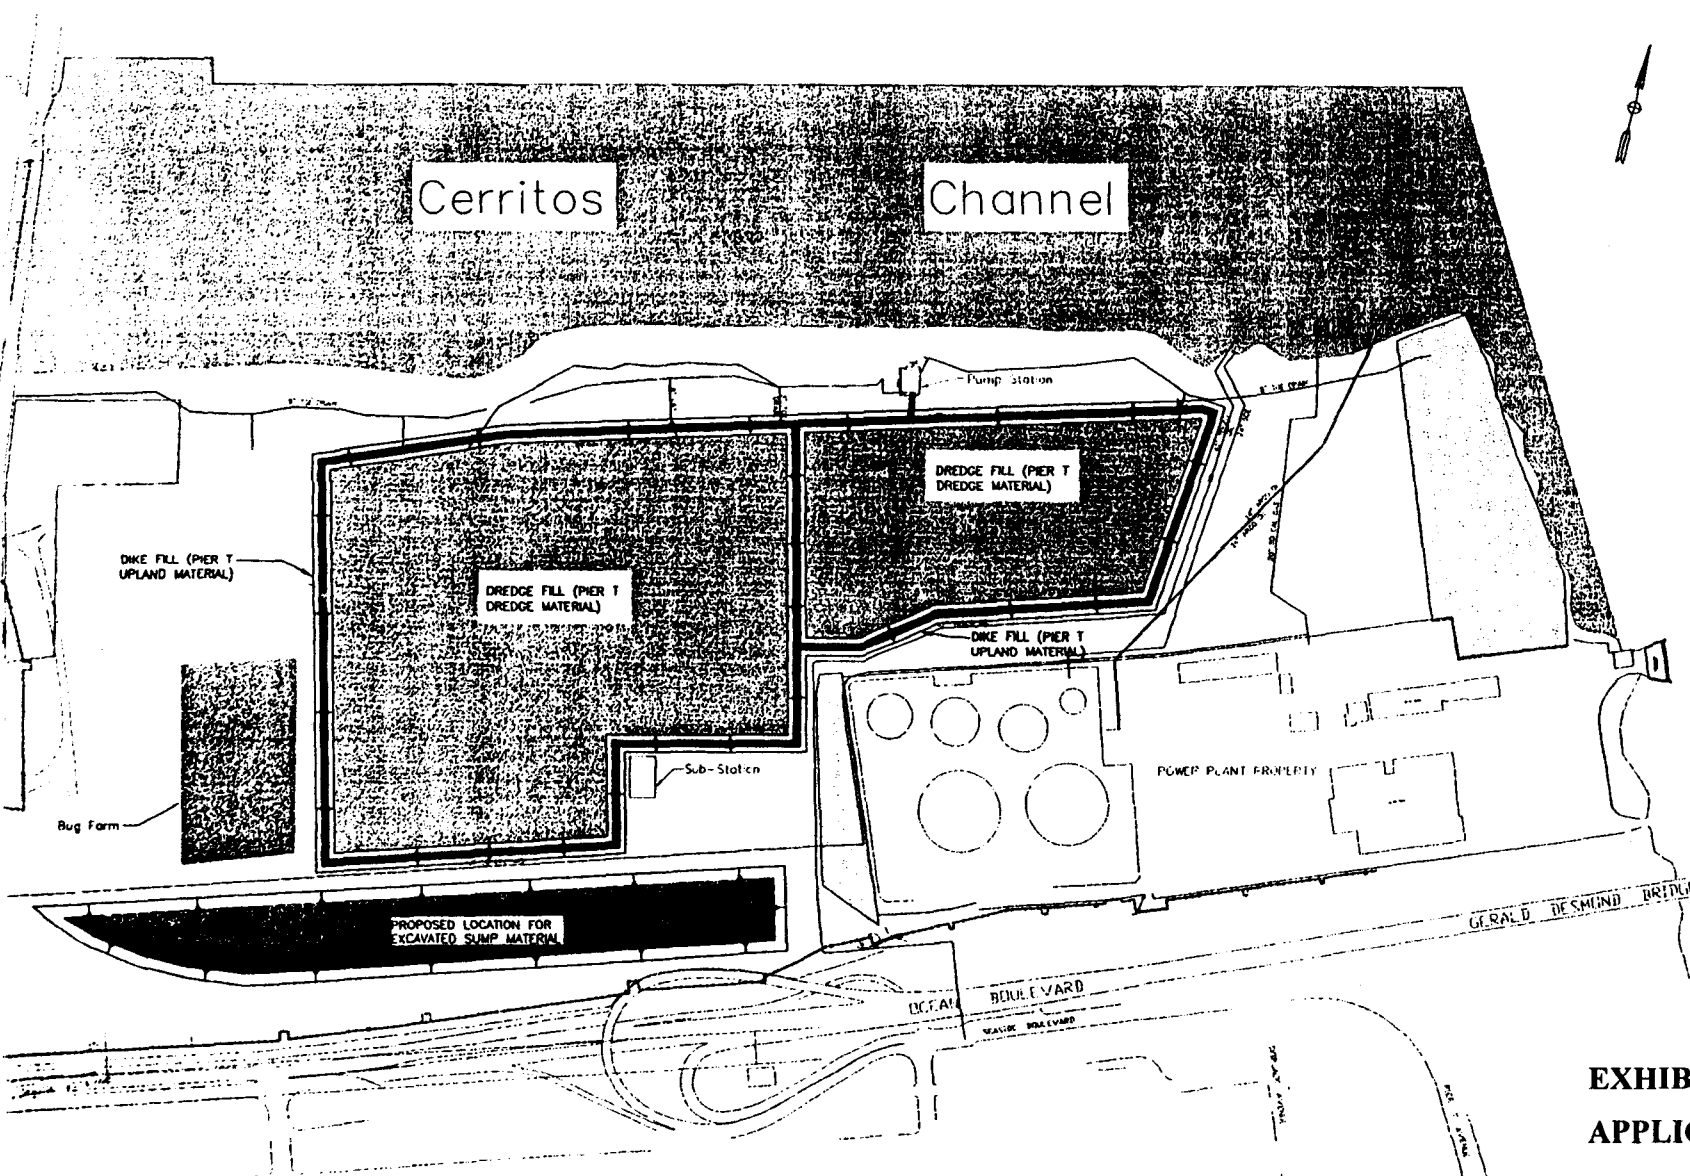 Cerritos Channel
Pump Station
DREDGE FILL (PIER T
DREDGE MATERIAL)
DIKE FILL (PIER T
UPLAND MATERIAL)
DREDGE FILL (PIER T
DREDGE MATERIAL)
DIKE FILL (PIER T
UPLAND MATERIAL)
Sub-Station
POWER PLANT PROPERTY
Bug Farm
PROPOSED LOCATION FOR
EXCAVATED SUMP MATERIAL
GERALD DESMOND BRIDGE
OCEAN BOULEVARD
SEASIDE BOULEVARD
EXHIB
APPLIC